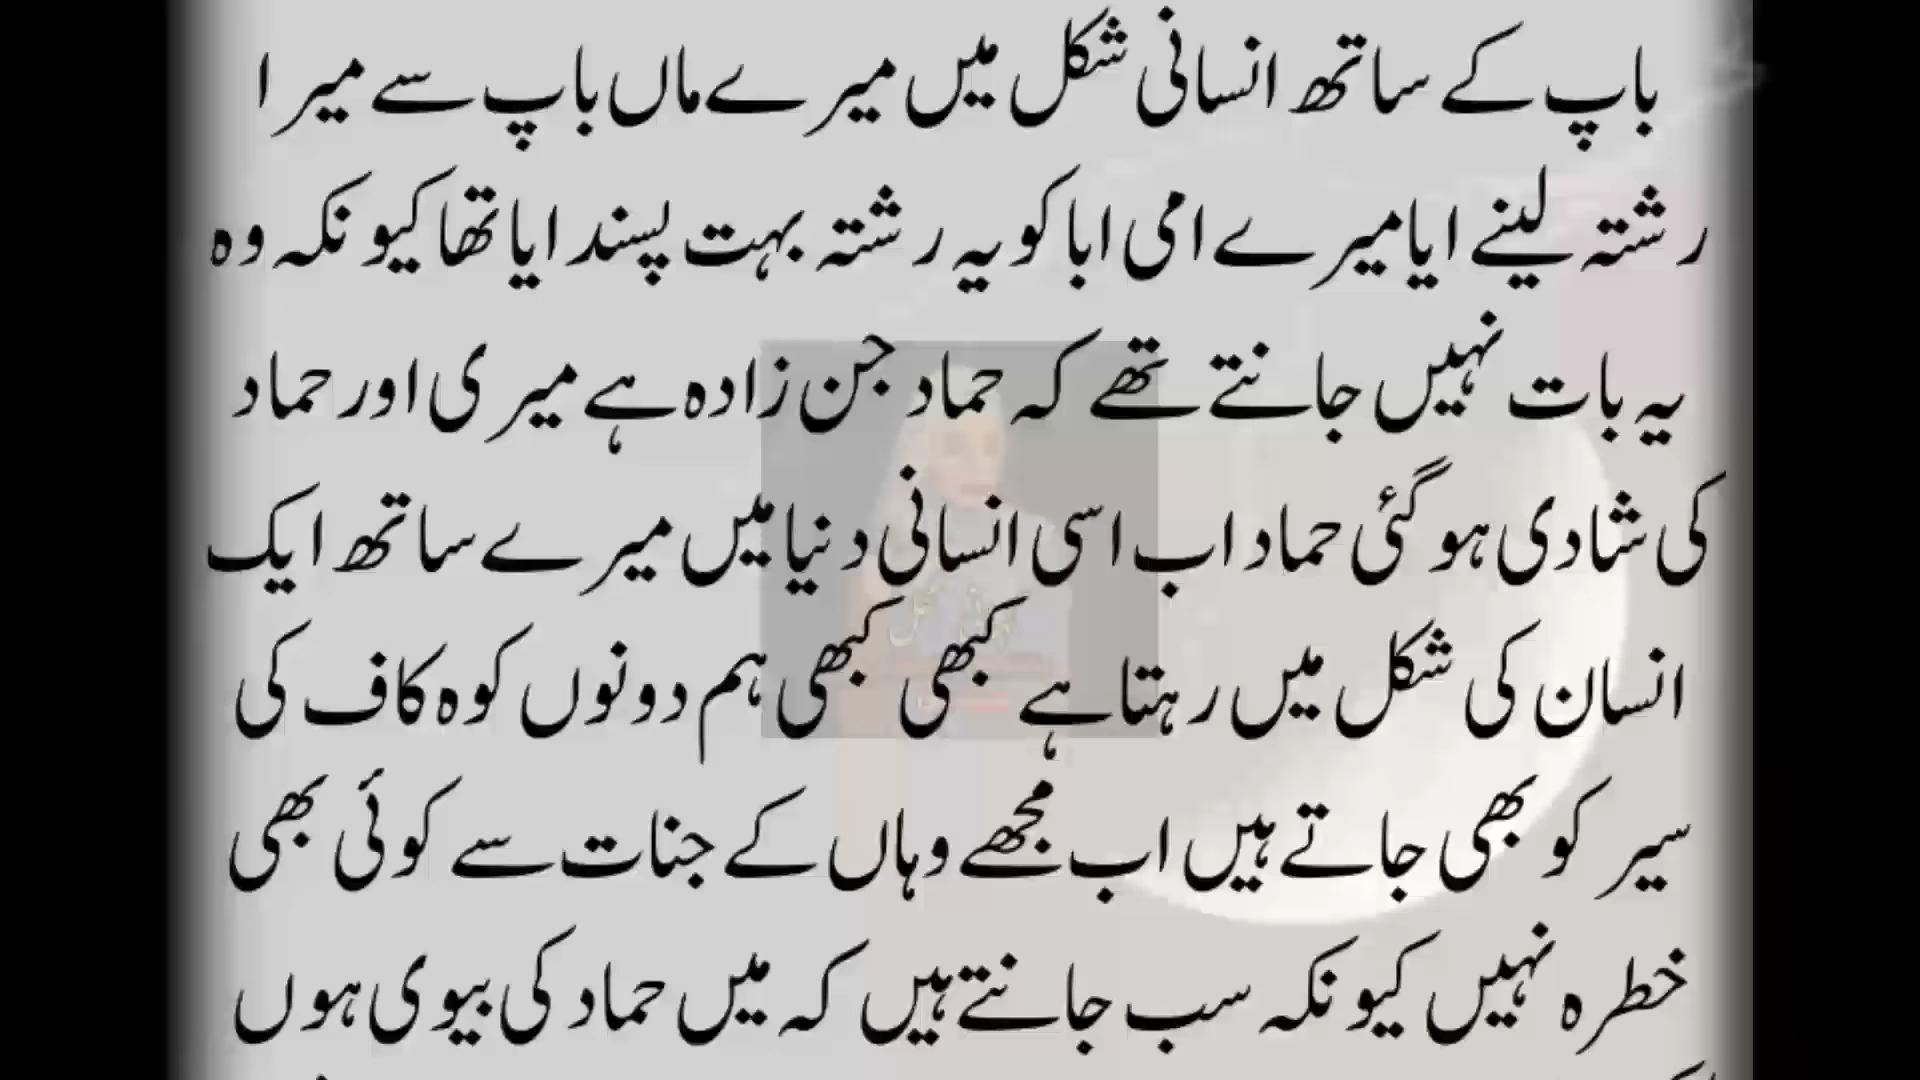 باپ کے ساتھ انسانی شکل میں میرے ماں باپ سے میرا
رشتہ لینے ایا میرے امی ابا کو یہ رشتہ بہت پسند ایا تھا کیونکہ وہ
یہ بات نہیں جانتے تھے کہ حماد جن زادہ ہے میری اور حماد
کی شادی ہو گئی حماد اب اسی انسانی دنیا میں میرے ساتھ ایک
انسان کی شکل میں رہتا ہے کبھی کبھی ہم دونوں کوہ کاف کی
سیر کو بھی جاتے ہیں اب مجھے وہاں کے جنات سے کوئی بھی
خطرہ نہیں کیونکہ سب جانتے ہیں کہ میں حماد کی بیوی ہوں